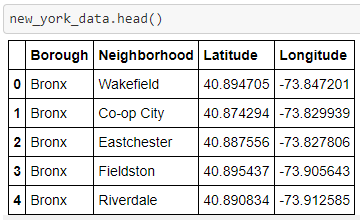 new_york_data.head()
Borough Neighborhood Latitude Longitude
0 Bronx Wakefield 40.894705 -73.847201
1 Bronx Co-op City 40.874294 -73.829939
2 Bronx Eastchester 40.887556 -73.827806
3 Bronx Fieldston 40.895437 -73.905643
4 Bronx Riverdale 40.890834 -73.912585